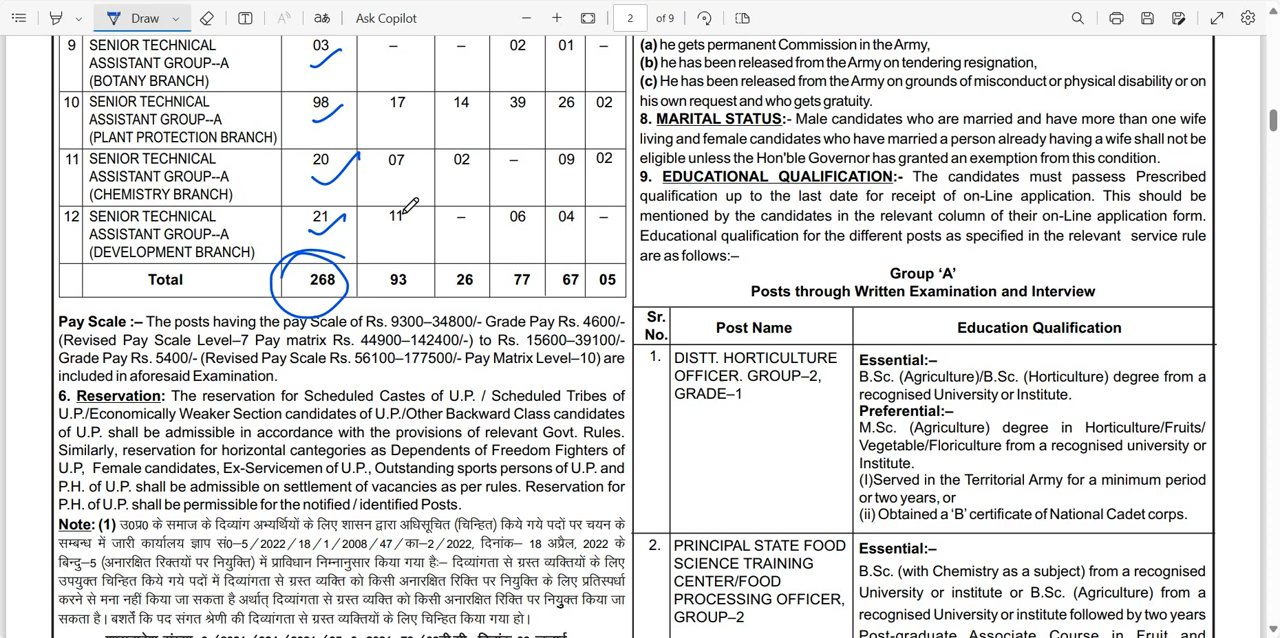 Draw
Ask Copilot
2 of 9
9 SENIOR TECHNICAL 03 – – 02 01 –
ASSISTANT GROUP--A
(BOTANY BRANCH)
10 SENIOR TECHNICAL 98 17 14 39 26 02
ASSISTANT GROUP--A
(PLANT PROTECTION BRANCH)
11 SENIOR TECHNICAL 20 07 02 – 09 02
ASSISTANT GROUP--A
(CHEMISTRY BRANCH)
12 SENIOR TECHNICAL 21 11 – 06 04 –
ASSISTANT GROUP--A
(DEVELOPMENT BRANCH)
Total 268 93 26 77 67 05
Pay Scale :– The posts having the pay Scale of Rs. 9300–34800/- Grade Pay Rs. 4600/-
(Revised Pay Scale Level–7 Pay matrix Rs. 44900–142400/-) to Rs. 15600–39100/-
Grade Pay Rs. 5400/- (Revised Pay Scale Rs. 56100-177500/- Pay Matrix Level–10) are
included in aforesaid Examination.
6. Reservation: The reservation for Scheduled Castes of U.P. / Scheduled Tribes of
U.P./Economically Weaker Section candidates of U.P./Other Backward Class candidates
of U.P. shall be admissible in accordance with the provisions of relevant Govt. Rules.
Similarly, reservation for horizontal cantegories as Dependents of Freedom Fighters of
U.P, Female candidates, Ex-Servicemen of U.P., Outstanding sports persons of U.P. and
P.H. of U.P. shall be admissible on settlement of vacancies as per rules. Reservation for
P.H. of U.P. shall be permissible for the notified / identified Posts.
Note: (1) उ0प्र0 के समाज के दिव्यांग अभ्यर्थियों के लिए शासन द्वारा अधिसूचित (चिन्हित) किये गये पदों पर चयन के
सम्बन्ध में जारी कार्यालय ज्ञाप सं0-5/2022/18/1/2008/47/का-2/2022, दिनांक– 18 अप्रैल, 2022 के
बिन्दु-5 (अनारक्षित रिक्तियों पर नियुक्ति) में प्राविधान निम्नानुसार किया गया है:– दिव्यांगता से ग्रस्त व्यक्तियों के लिए
उपयुक्त चिन्हित किये गये पदों में दिव्यांगता से ग्रस्त व्यक्ति को किसी अनारक्षित रिक्ति पर नियुक्ति के लिए प्रतिस्पर्धा
करने से मना नहीं किया जा सकता है अर्थात् दिव्यांगता से ग्रस्त व्यक्ति को किसी अनारक्षित रिक्ति पर नियुक्त किया जा
सकता है। बशर्ते कि पद संगत श्रेणी की दिव्यांगता से ग्रस्त व्यक्तियों के लिए चिन्हित किया गया हो।
(a) he gets permanent Commission in the Army,
(b) he has been released from the Army on tendering resignation,
(c) He has been released from the Army on grounds of misconduct or physical disability or on
his own request and who gets gratuity.
8. MARITAL STATUS:- Male candidates who are married and have more than one wife
living and female candidates who have married a person already having a wife shall not be
eligible unless the Hon'ble Governor has granted an exemption from this condition.
9. EDUCATIONAL QUALIFICATION:- The candidates must passess Prescribed
qualification up to the last date for receipt of on-Line application. This should be
mentioned by the candidates in the relevant column of their on-Line application form.
Educational qualification for the different posts as specified in the relevant service rule
are as follows:–
Group ‘A’
Posts through Written Examination and Interview
Sr. No. Post Name Education Qualification
1. DISTT. HORTICULTURE
OFFICER. GROUP–2,
GRADE–1
Essential:–
B.Sc. (Agriculture)/B.Sc. (Horticulture) degree from a
recognised University or Institute.
Preferential:–
M.Sc. (Agriculture) degree in Horticulture/Fruits/
Vegetable/Floriculture from a recognised university or
Institute.
(I)Served in the Territorial Army for a minimum period
or two years, or
(ii) Obtained a ‘B’ certificate of National Cadet corps.
2. PRINCIPAL STATE FOOD
SCIENCE TRAINING
CENTER/FOOD
PROCESSING OFFICER,
GROUP–2
Essential:–
B.Sc. (with Chemistry as a subject) from a recognised
University or institute or B.Sc. (Agriculture) from a
recognised University or institute followed by two years
Post-graduate Associate Course in Fruit and